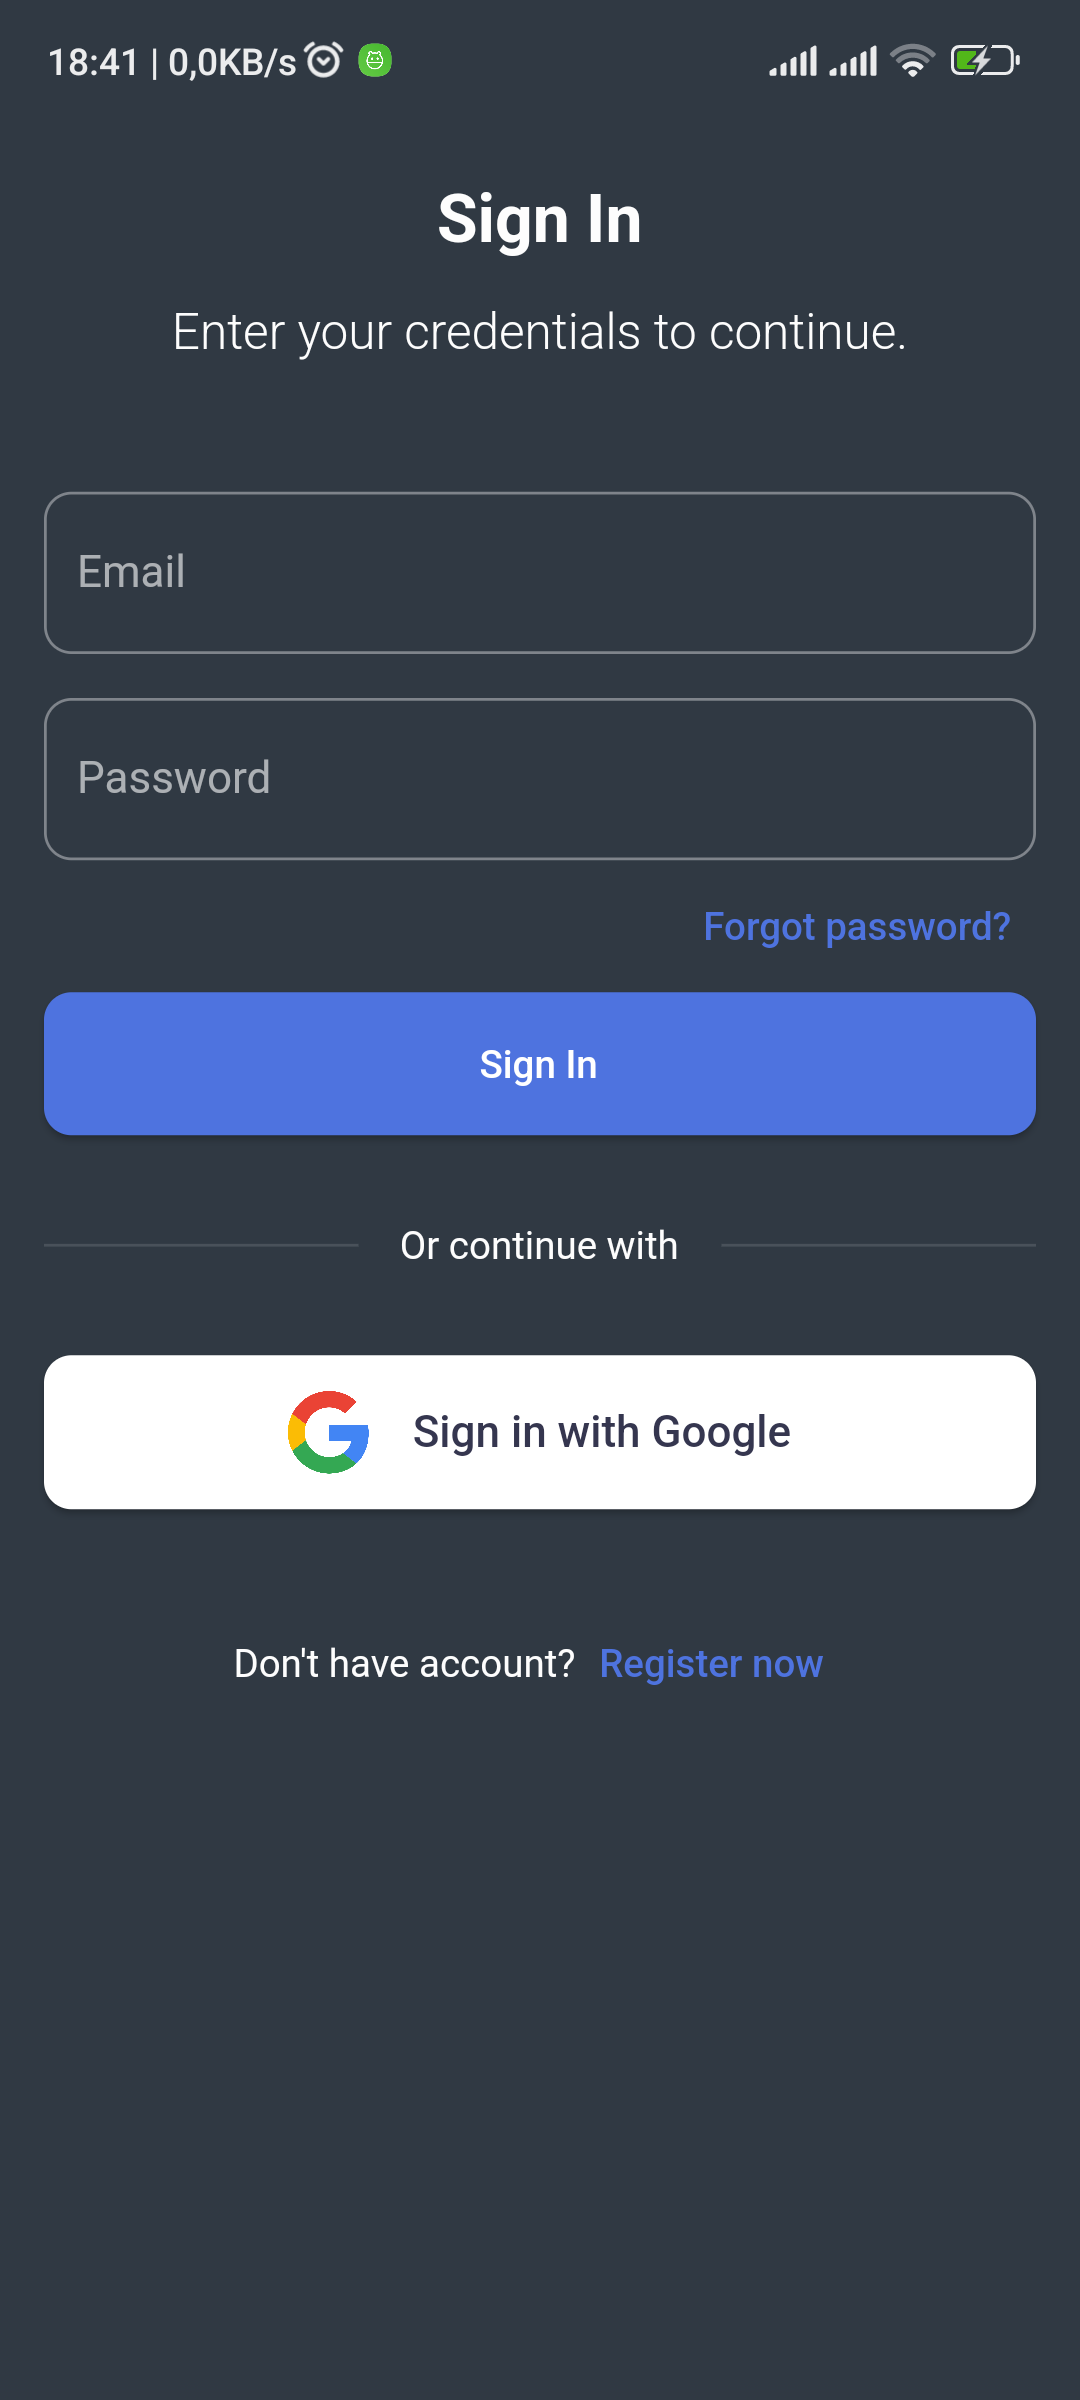 18:41 | 0,0KB/s
Sign In
Enter your credentials to continue.
Email
Password
Forgot password?
Sign In
Or continue with
Sign in with Google
Don't have account? Register now